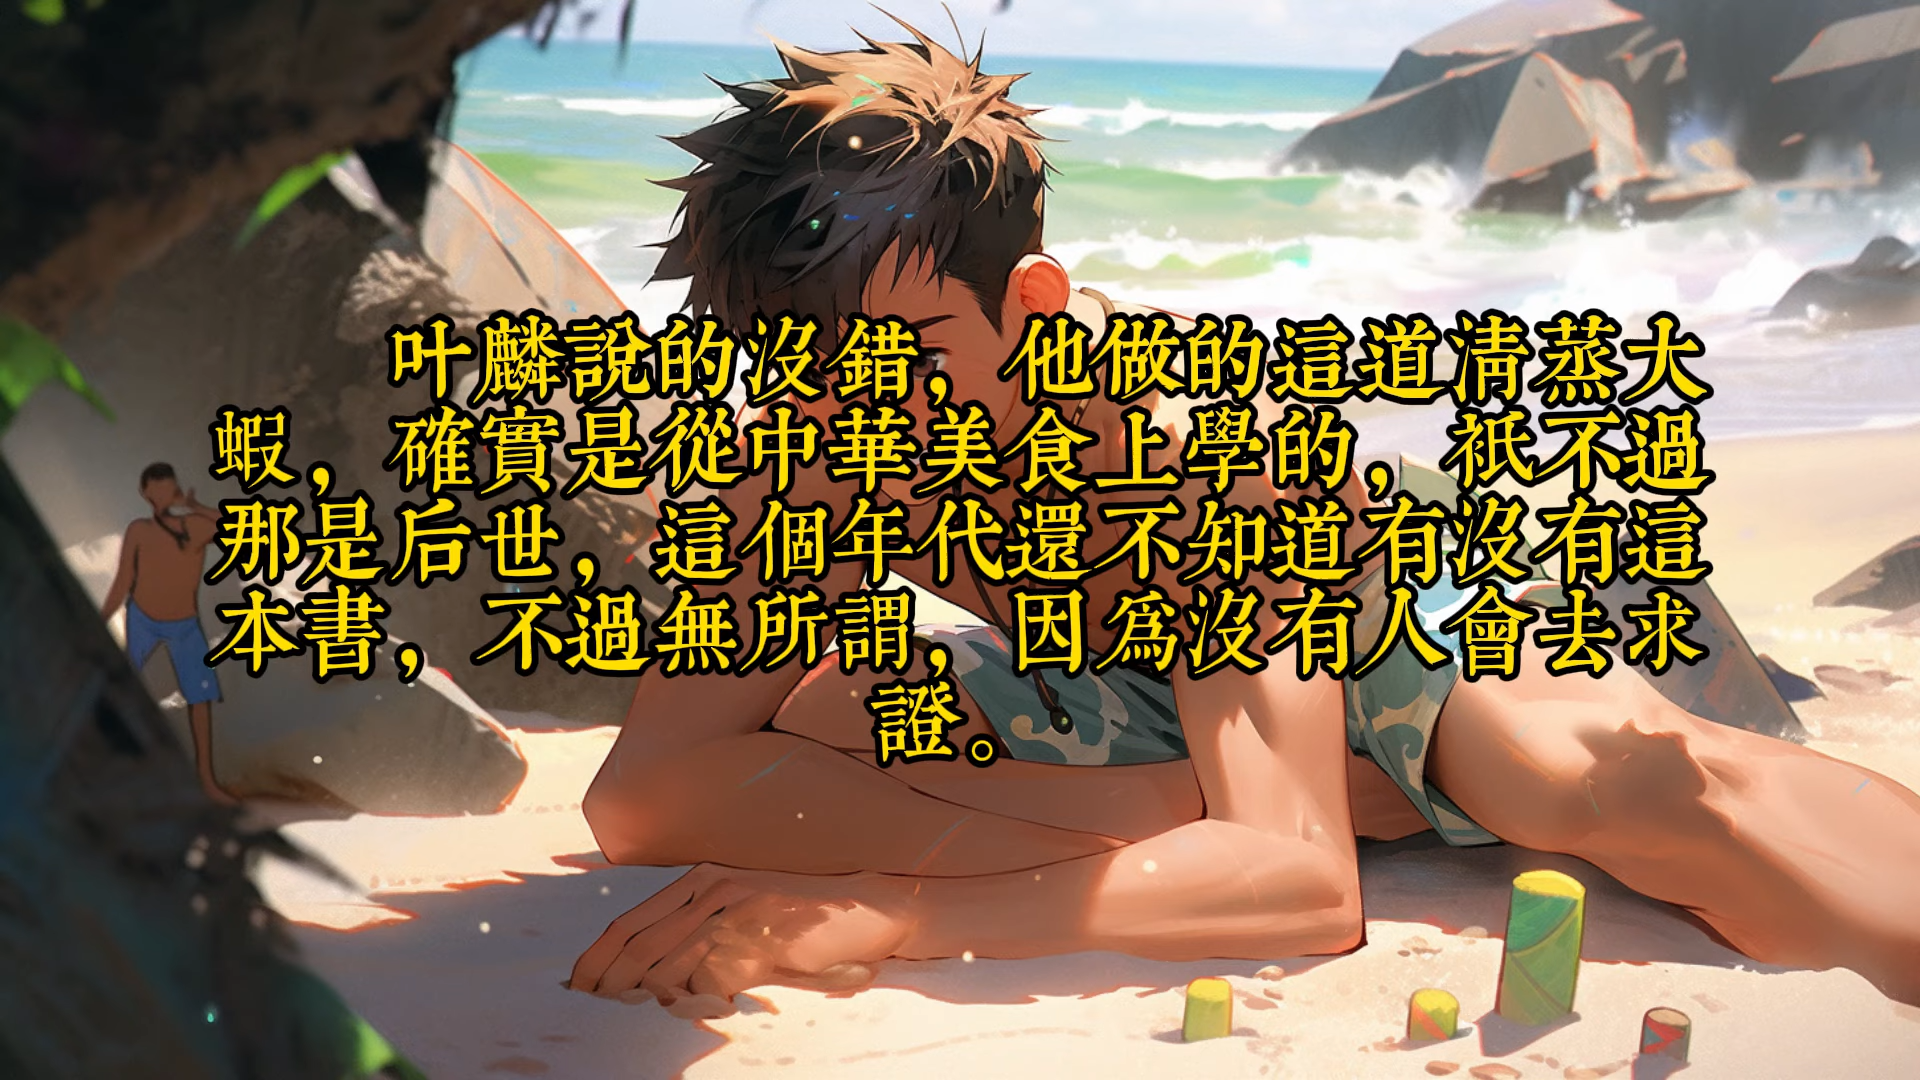 叶麟說的沒錯，他做的這道淸蒸大
蝦，確實是從中華美食上學的，祇不過
那是后世，這個年代還不知道有沒有這
本書，不過無所謂，因爲沒有人會去求
證。